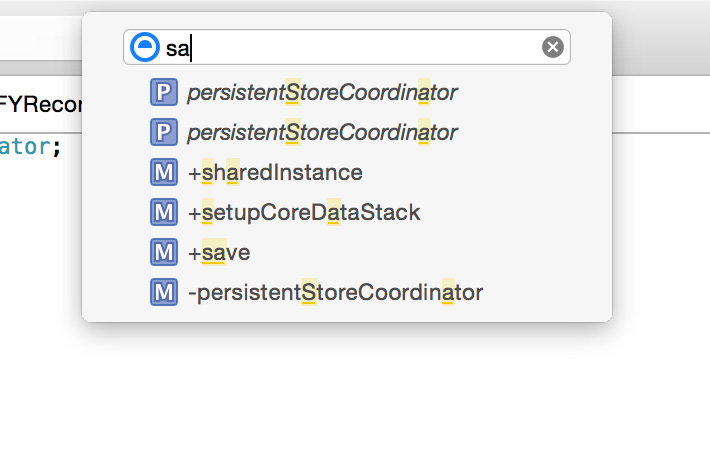 sa
FYRecor
P persistentStoreCoordinator
ator;
P persistentStoreCoordinator
M +sharedInstance
M +setupCoreDataStack
M +save
M -persistentStoreCoordinator